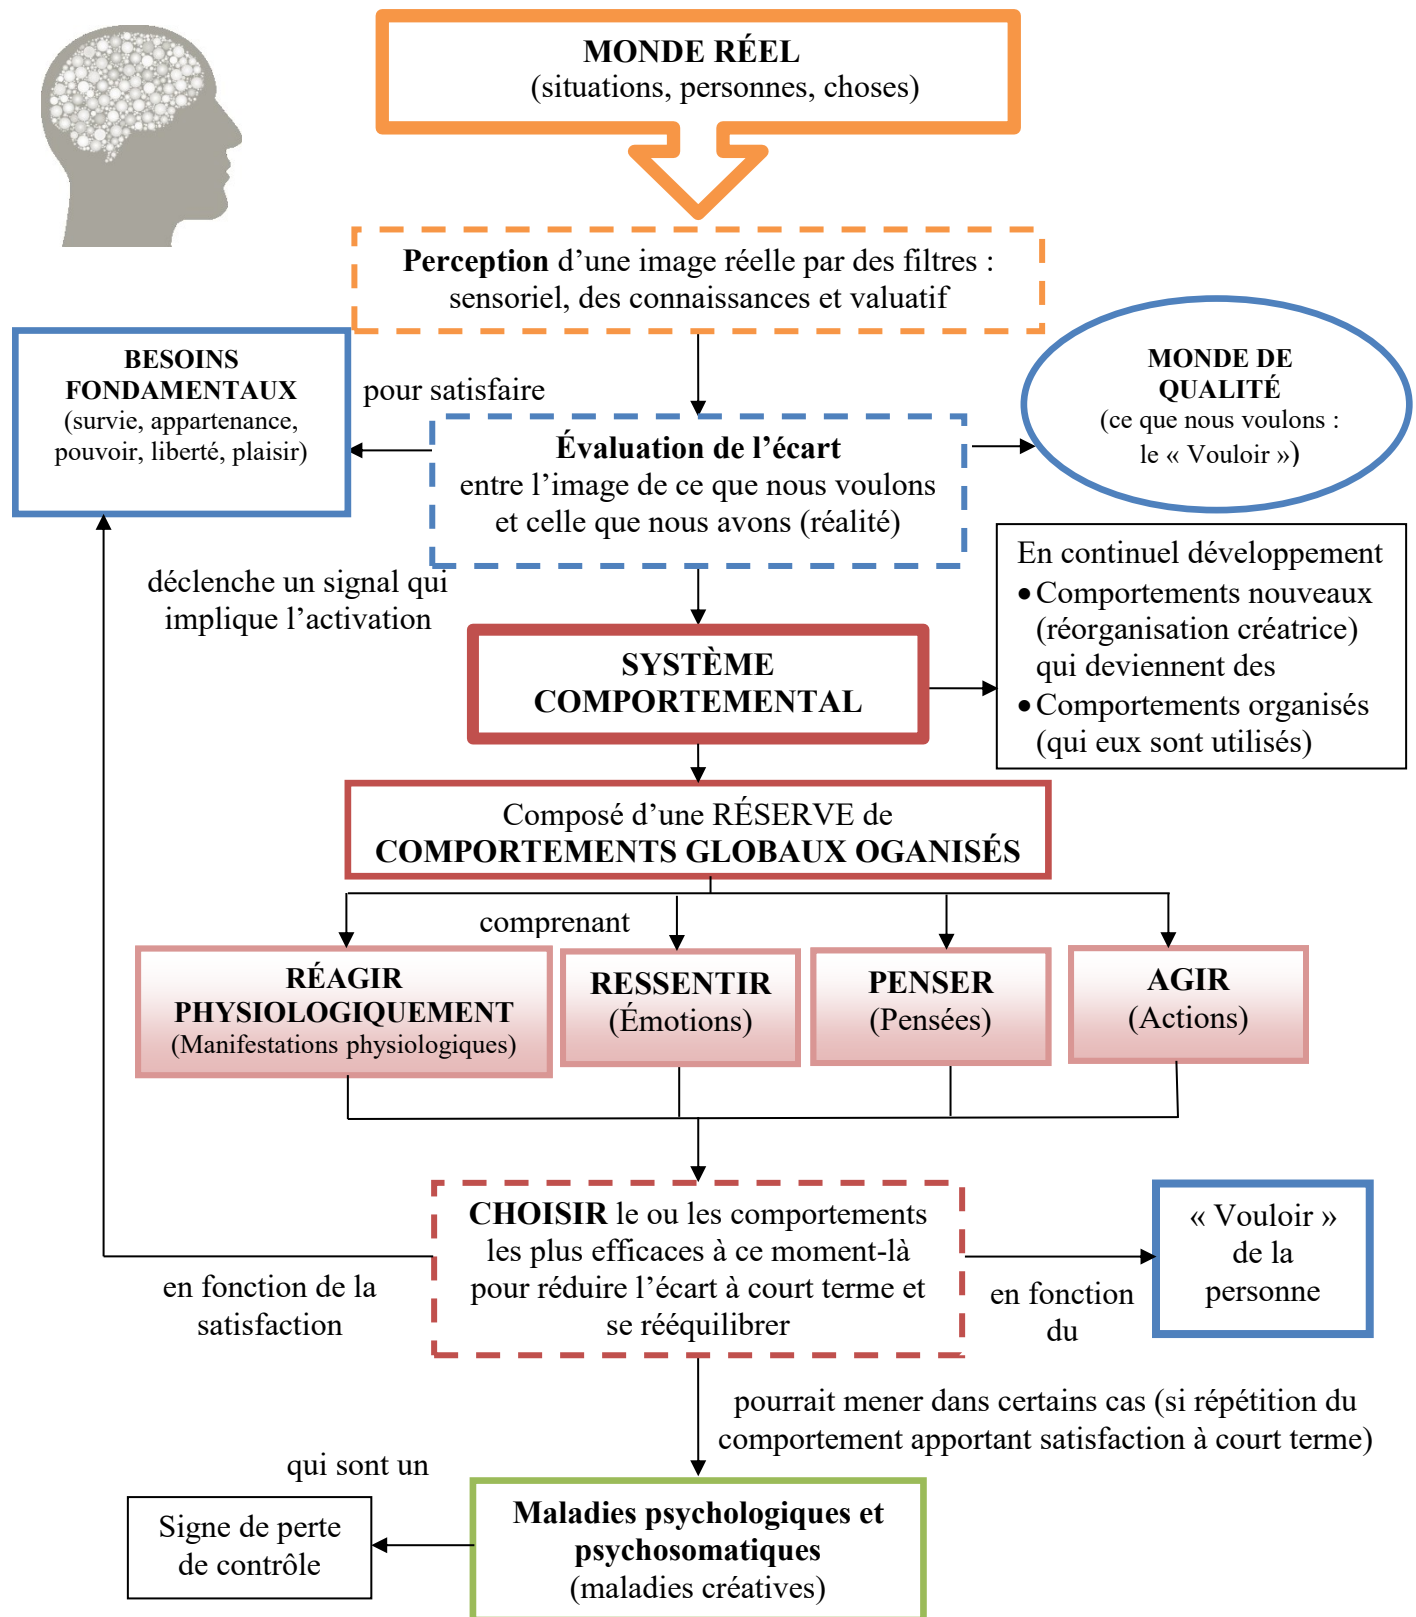 MONDE RÉEL
(situations, personnes, choses)
Perception d’une image réelle par des filtres :
sensoriel, des connaissances et valuatif
BESOINS
FONDAMENTAUX
(survie, appartenance,
pouvoir, liberté, plaisir)
pour satisfaire
Évaluation de l’écart
entre l’image de ce que nous voulons
et celle que nous avons (réalité)
MONDE DE
QUALITÉ
(ce que nous voulons :
le « Vouloir »)
déclenche un signal qui
implique l’activation
SYSTÈME
COMPORTEMENTAL
En continuel développement
• Comportements nouveaux
(réorganisation créatrice)
qui deviennent des
• Comportements organisés
(qui eux sont utilisés)
Composé d’une RÉSERVE de
COMPORTEMENTS GLOBAUX OGANISÉS
comprenant
RÉAGIR
PHYSIOLOGIQUEMENT
(Manifestations physiologiques)
RESSENTIR
(Émotions)
PENSER
(Pensées)
AGIR
(Actions)
CHOISIR le ou les comportements
les plus efficaces à ce moment-là
pour réduire l’écart à court terme et
se rééquilibrer
en fonction de la
satisfaction
en fonction
du
« Vouloir »
de la
personne
pourrait mener dans certains cas (si répétition du
comportement apportant satisfaction à court terme)
qui sont un
Maladies psychologiques et
psychosomatiques
(maladies créatives)
Signe de perte
de contrôle